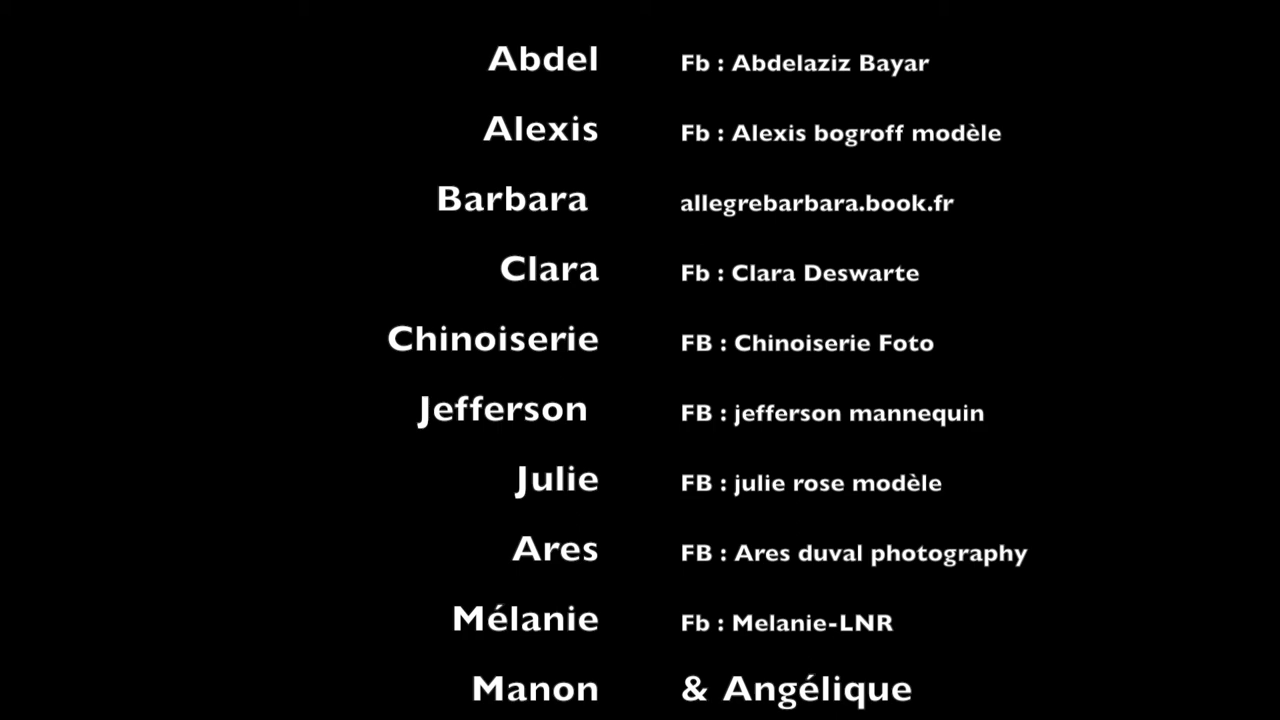 Abdel Fb : Abdelaziz Bayar
Alexis Fb : Alexis bogroff modèle
Barbara allegrebarbara.book.fr
Clara Fb : Clara Deswarte
Chinoiserie FB : Chinoiserie Foto
Jefferson FB : jefferson mannequin
Julie FB : julie rose modèle
Ares FB : Ares duval photography
Mélanie Fb : Melanie-LNR
Manon & Angélique